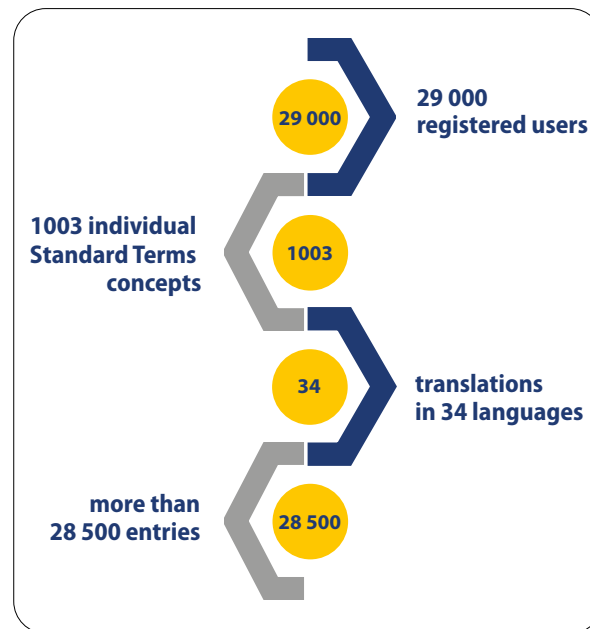 29 000
29 000
registered users
1003 individual
Standard Terms
concepts
1003
34
translations
in 34 languages
more than
28 500 entries
28 500